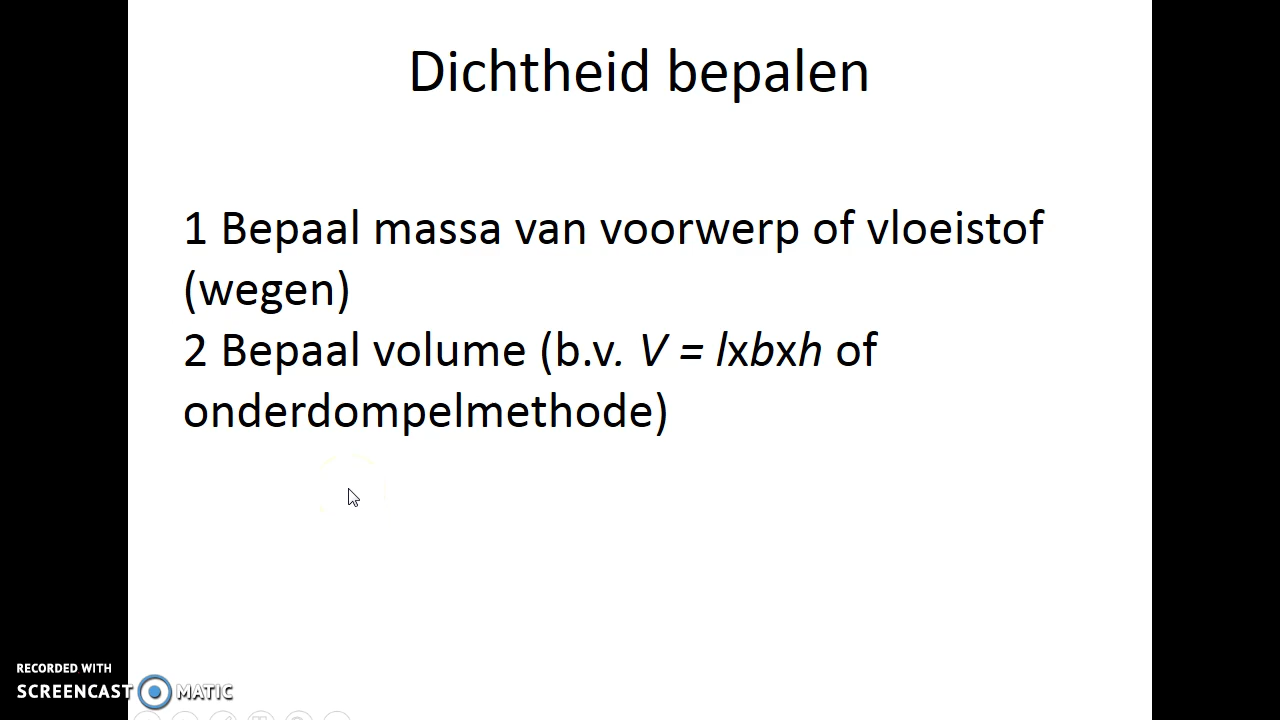 Dichtheid bepalen
1 Bepaal massa van voorwerp of vloeistof
(wegen)
2 Bepaal volume (b.v. V = lxbxh of
onderdompelmethode)
RECORDED WITH
SCREENCAST MATIC